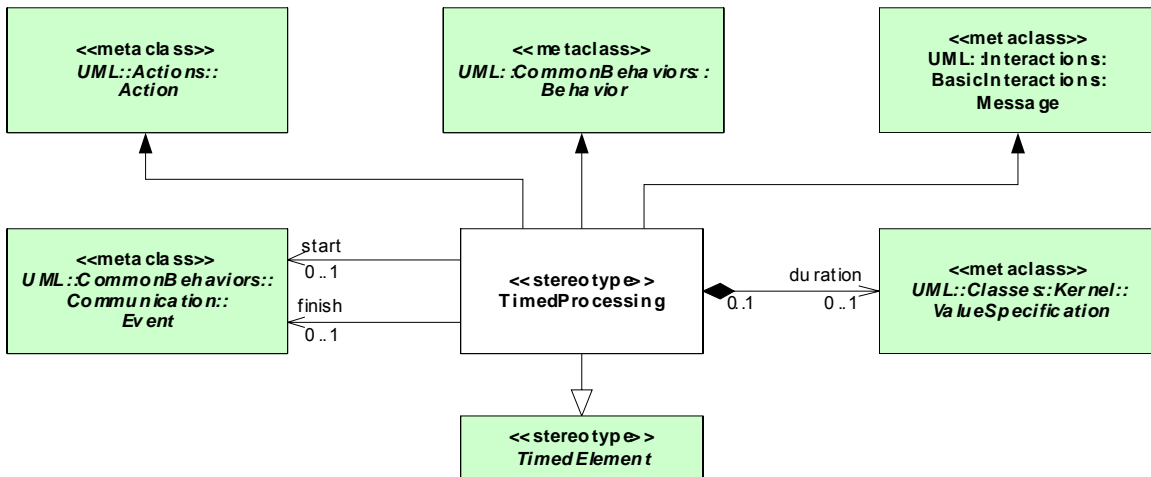 <<metaclass>>
UML::Actions::
Action
<<metaclass>>
UML::CommonBehaviors::
Behavior
<<metaclass>>
UML::Interactions:
BasicInteractions:
Message
<<metaclass>>
UML::CommonBehaviors::
Communication::
Event
start
0..1
finish
0..1
<<stereotype>>
TimedProcessing
duration
0..1
0..1
<<metaclass>>
UML::Classes::Kernel::
ValueSpecification
<<stereotype>>
TimedElement